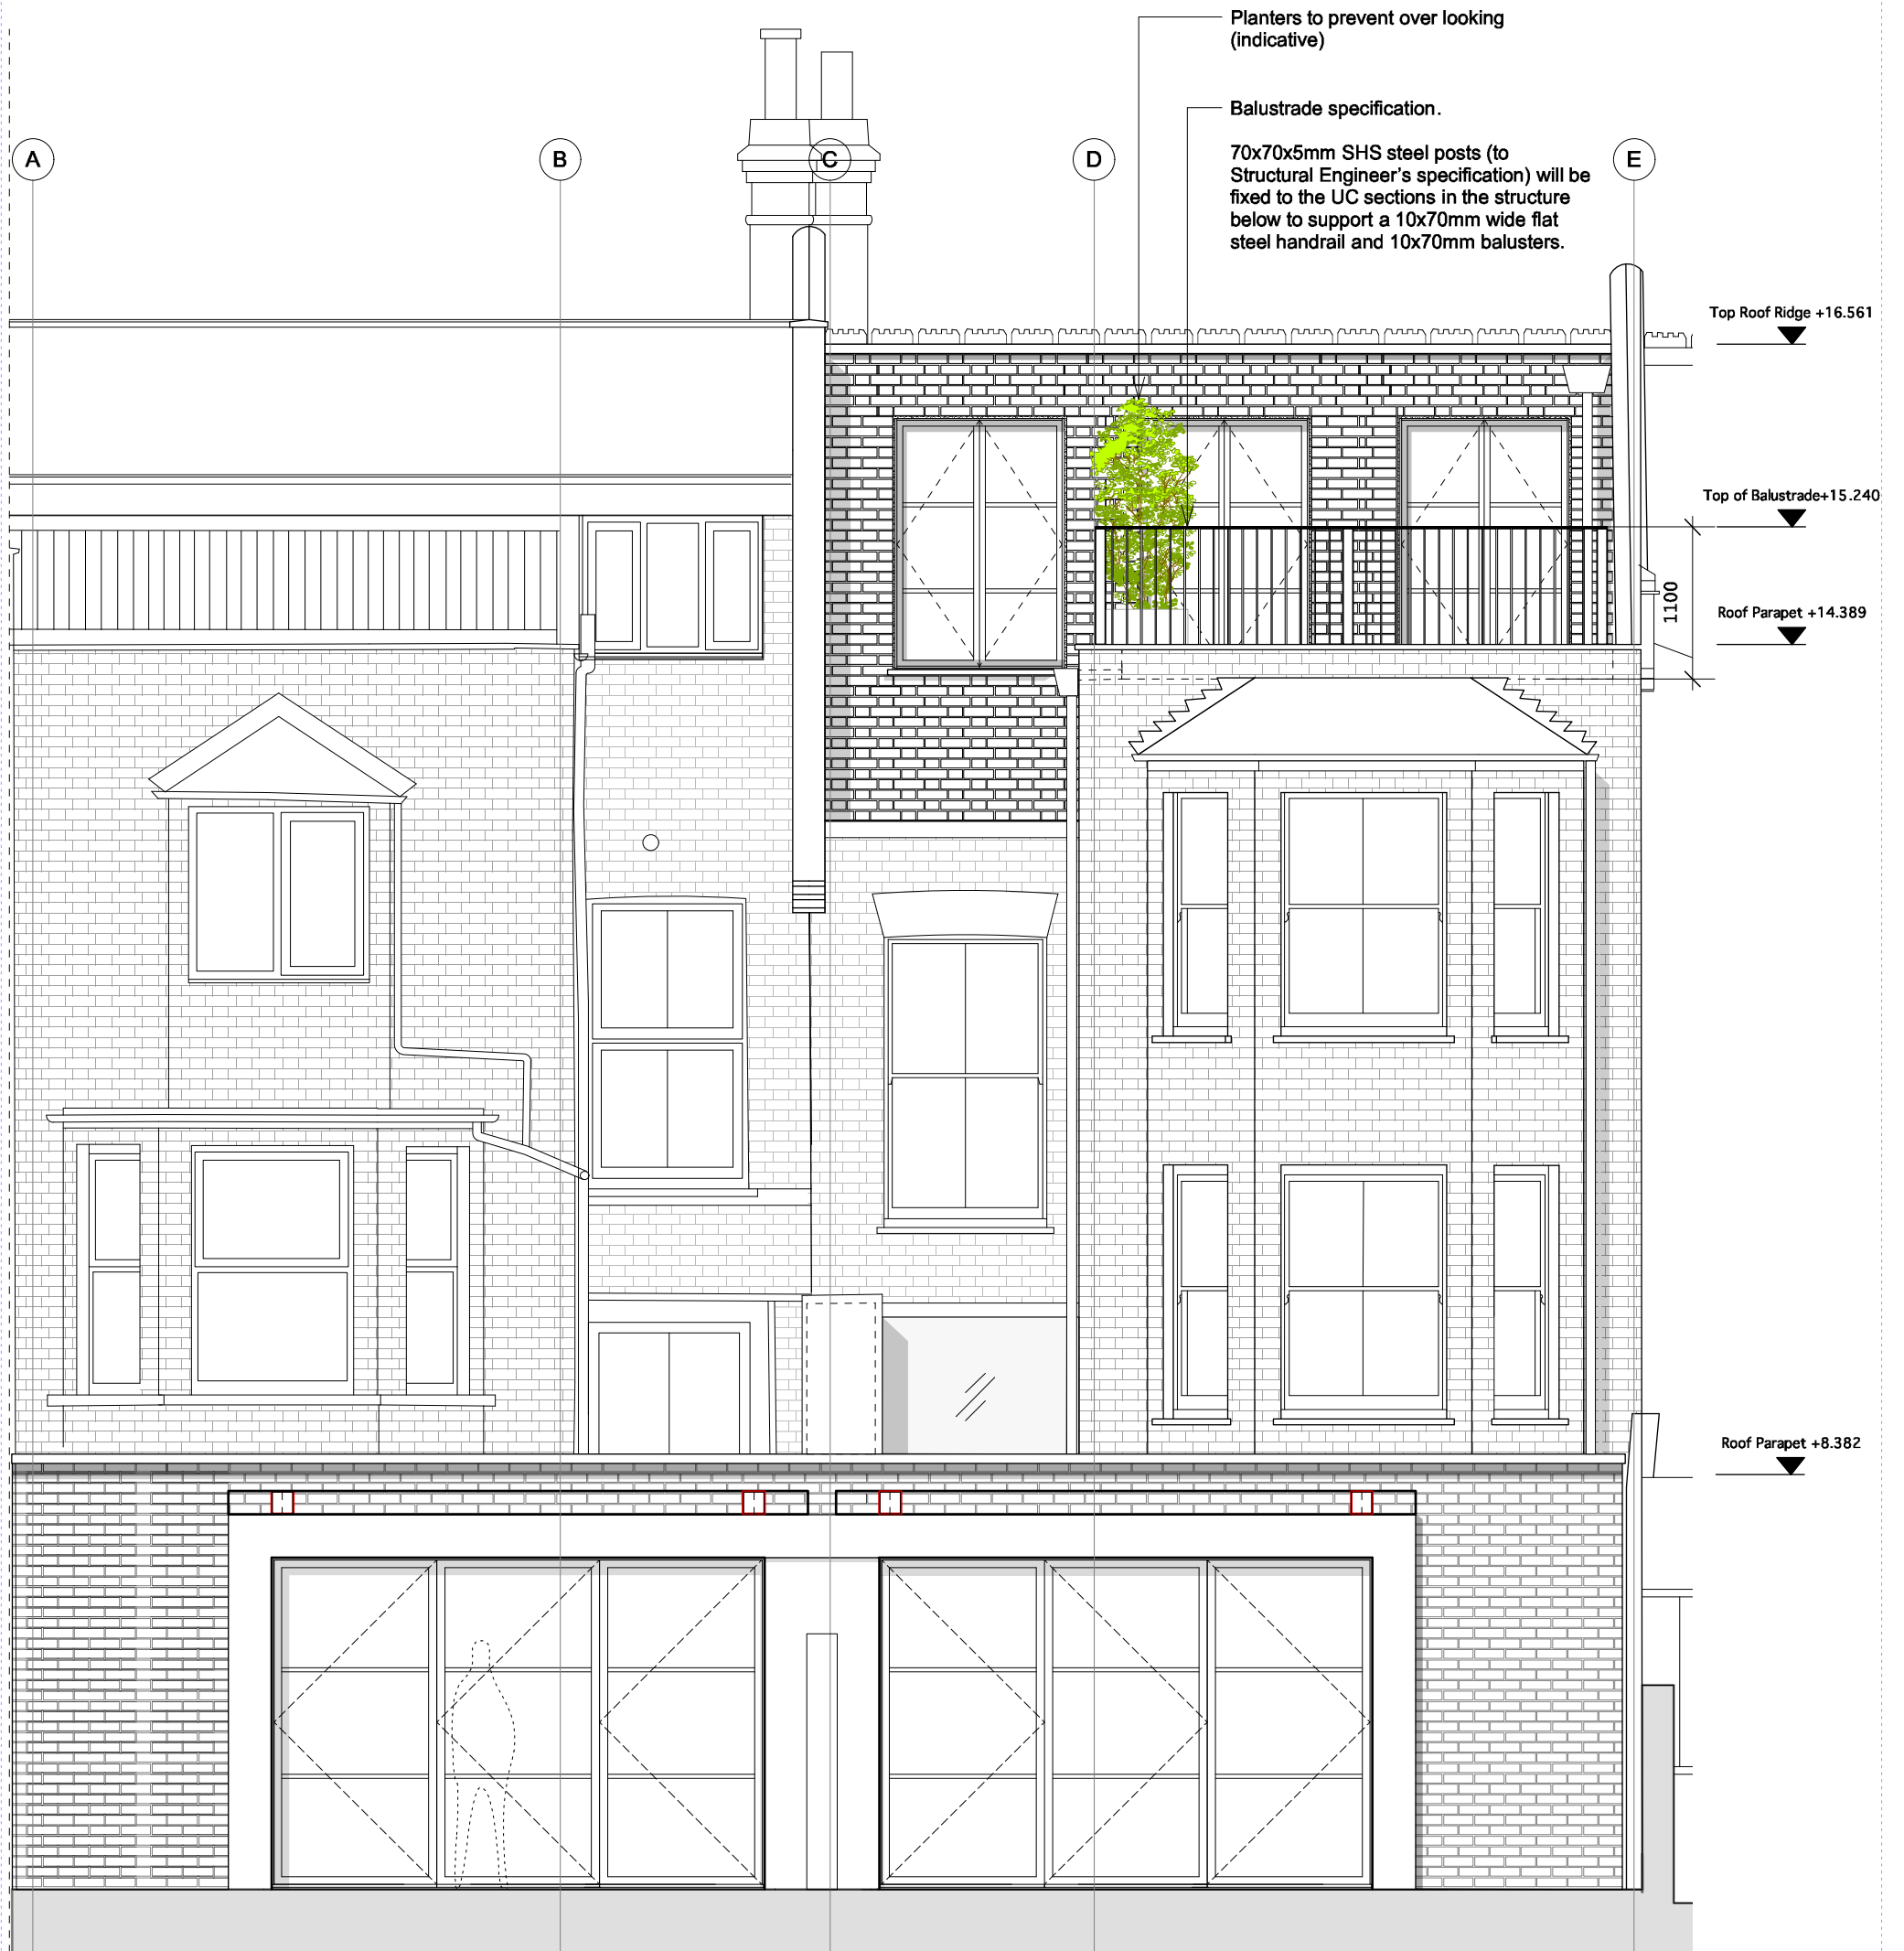 Planters to prevent over looking
(indicative)
Balustrade specification.
70x70x5mm SHS steel posts (to
Structural Engineer's specification) will be
fixed to the UC sections in the structure
below to support a 10x70mm wide flat
steel handrail and 10x70mm balusters.
A
B
C
D
E
Top Roof Ridge +16.561
Top of Balustrade+15.240
1100
Roof Parapet +14.389
Roof Parapet +8.382